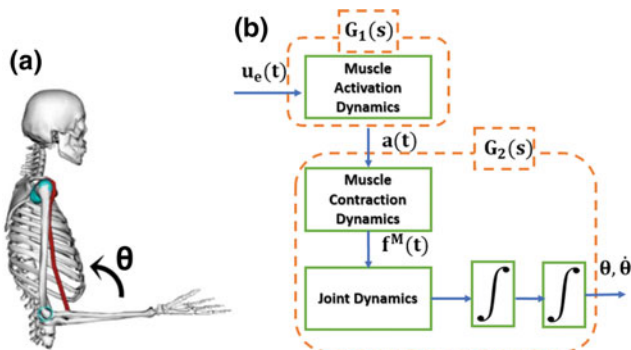 (a)
θ
(b)
G₁(s)
uₑ(t)
Muscle
Activation
Dynamics
a(t)
G₂(s)
Muscle
Contraction
Dynamics
fᴹ(t)
Joint Dynamics
∫
∫
θ, θ̇